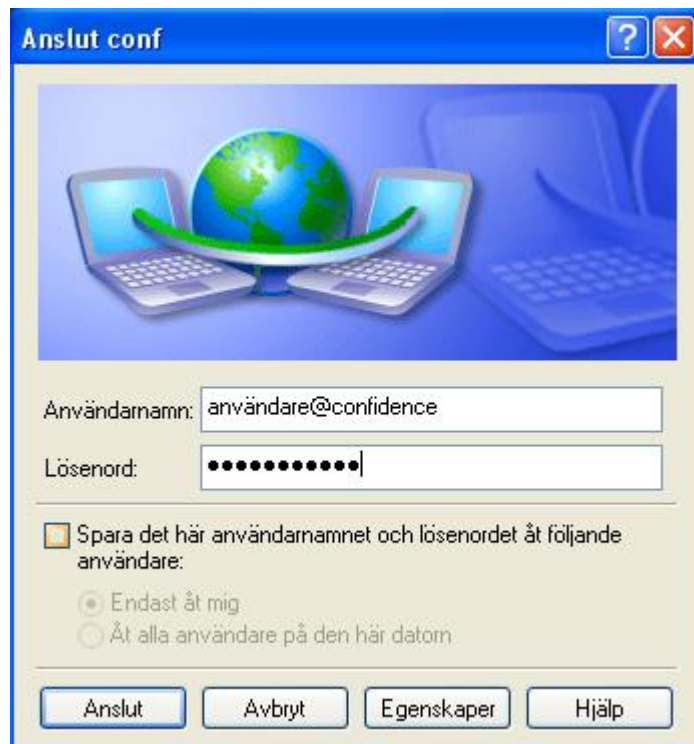 Anslut conf
Användarnamn: användare@confidence
Lösenord: ●●●●●●●●●●●
Spara det här användarnamnet och lösenordet åt följande
användare:
Endast åt mig
Åt alla användare på den här datorn
Anslut Avbryt Egenskaper Hjälp